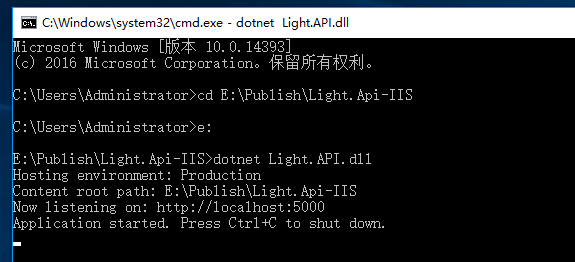 C:\Windows\system32\cmd.exe - dotnet  Light.API.dll
Microsoft Windows [版本 10.0.14393]
(c) 2016 Microsoft Corporation。保留所有权利。
C:\Users\Administrator>cd E:\Publish\Light.Api-IIS
C:\Users\Administrator>e:
E:\Publish\Light.Api-IIS>dotnet Light.API.dll
Hosting environment: Production
Content root path: E:\Publish\Light.Api-IIS
Now listening on: http://localhost:5000
Application started. Press Ctrl+C to shut down.